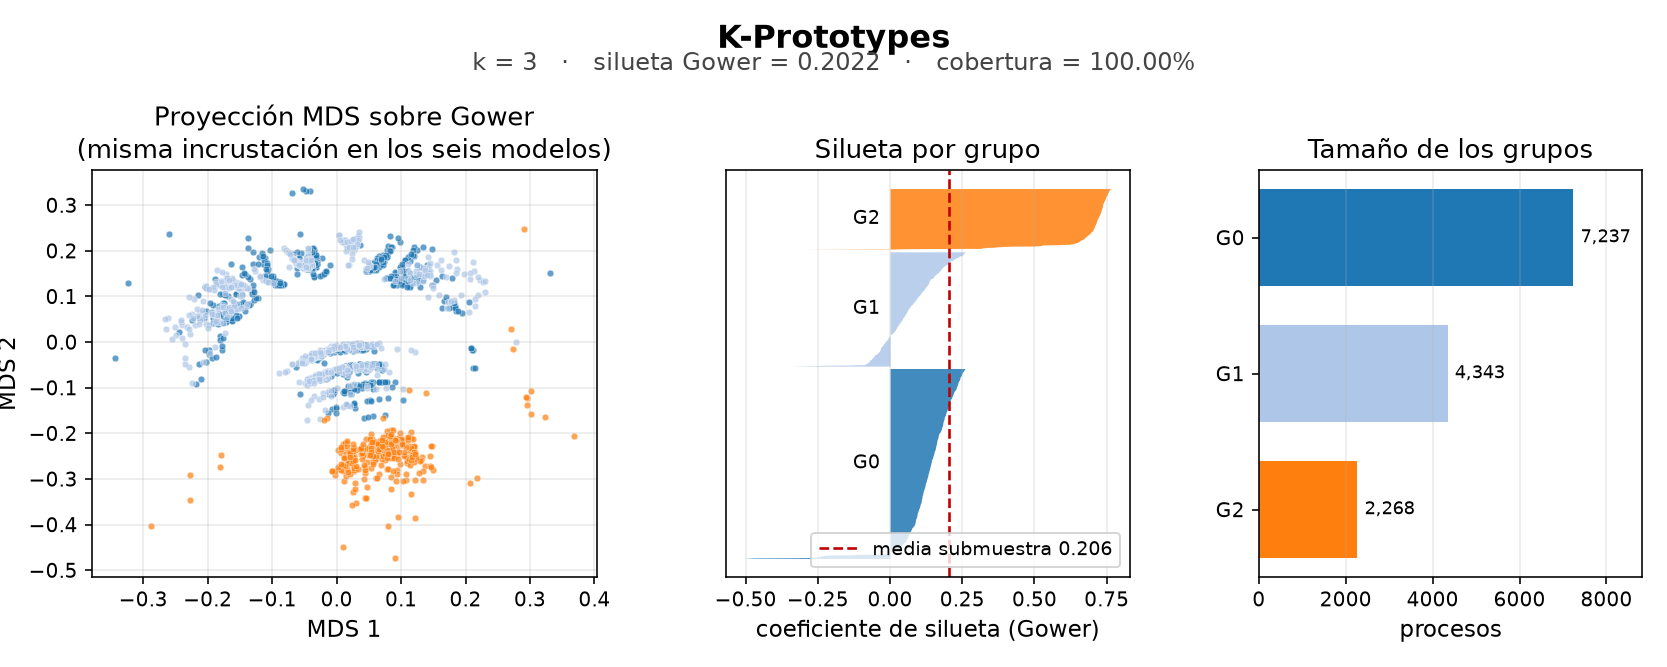 K-Prototypes
k = 3 · silueta Gower = 0.2022 · cobertura = 100.00%
Proyección MDS sobre Gower
(misma incrustación en los seis modelos)
0.3
0.2
0.1
0.0
−0.1
−0.2
−0.3
−0.4
−0.5
MDS 2
−0.3 −0.2 −0.1 0.0 0.1 0.2 0.3 0.4
MDS 1
Silueta por grupo
G2
G1
G0
media submuestra 0.206
−0.50 −0.25 0.00 0.25 0.50 0.75
coeficiente de silueta (Gower)
Tamaño de los grupos
G0 7,237
G1 4,343
G2 2,268
0 2000 4000 6000 8000
procesos